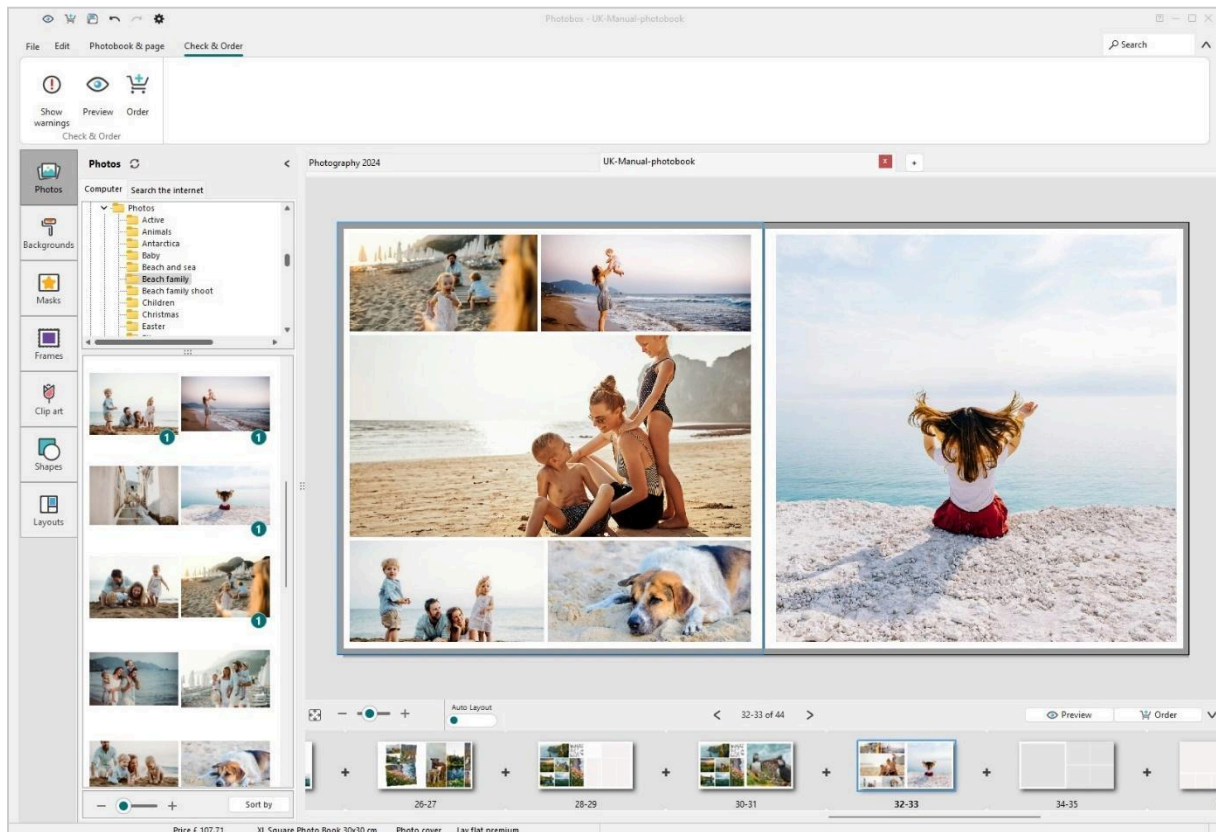 Photobox - UK-Manual-photobook
File Edit Photobook & page Check & Order
Search
Show warnings
Preview
Order
Check & Order
Photos
Backgrounds
Masks
Frames
Clip art
Shapes
Layouts
Photos
Computer Search the internet
Photos
Active
Animals
Antarctica
Baby
Beach and sea
Beach family
Beach family shoot
Children
Christmas
Easter
1
1
1
1
Sort by
Photography 2024
UK-Manual-photobook
Auto Layout
32-33 of 44
Preview
Order
26-27
28-29
30-31
32-33
34-35
Price £ 107.71 XL Square Photo Book 30x30 cm Photo cover Lay flat premium